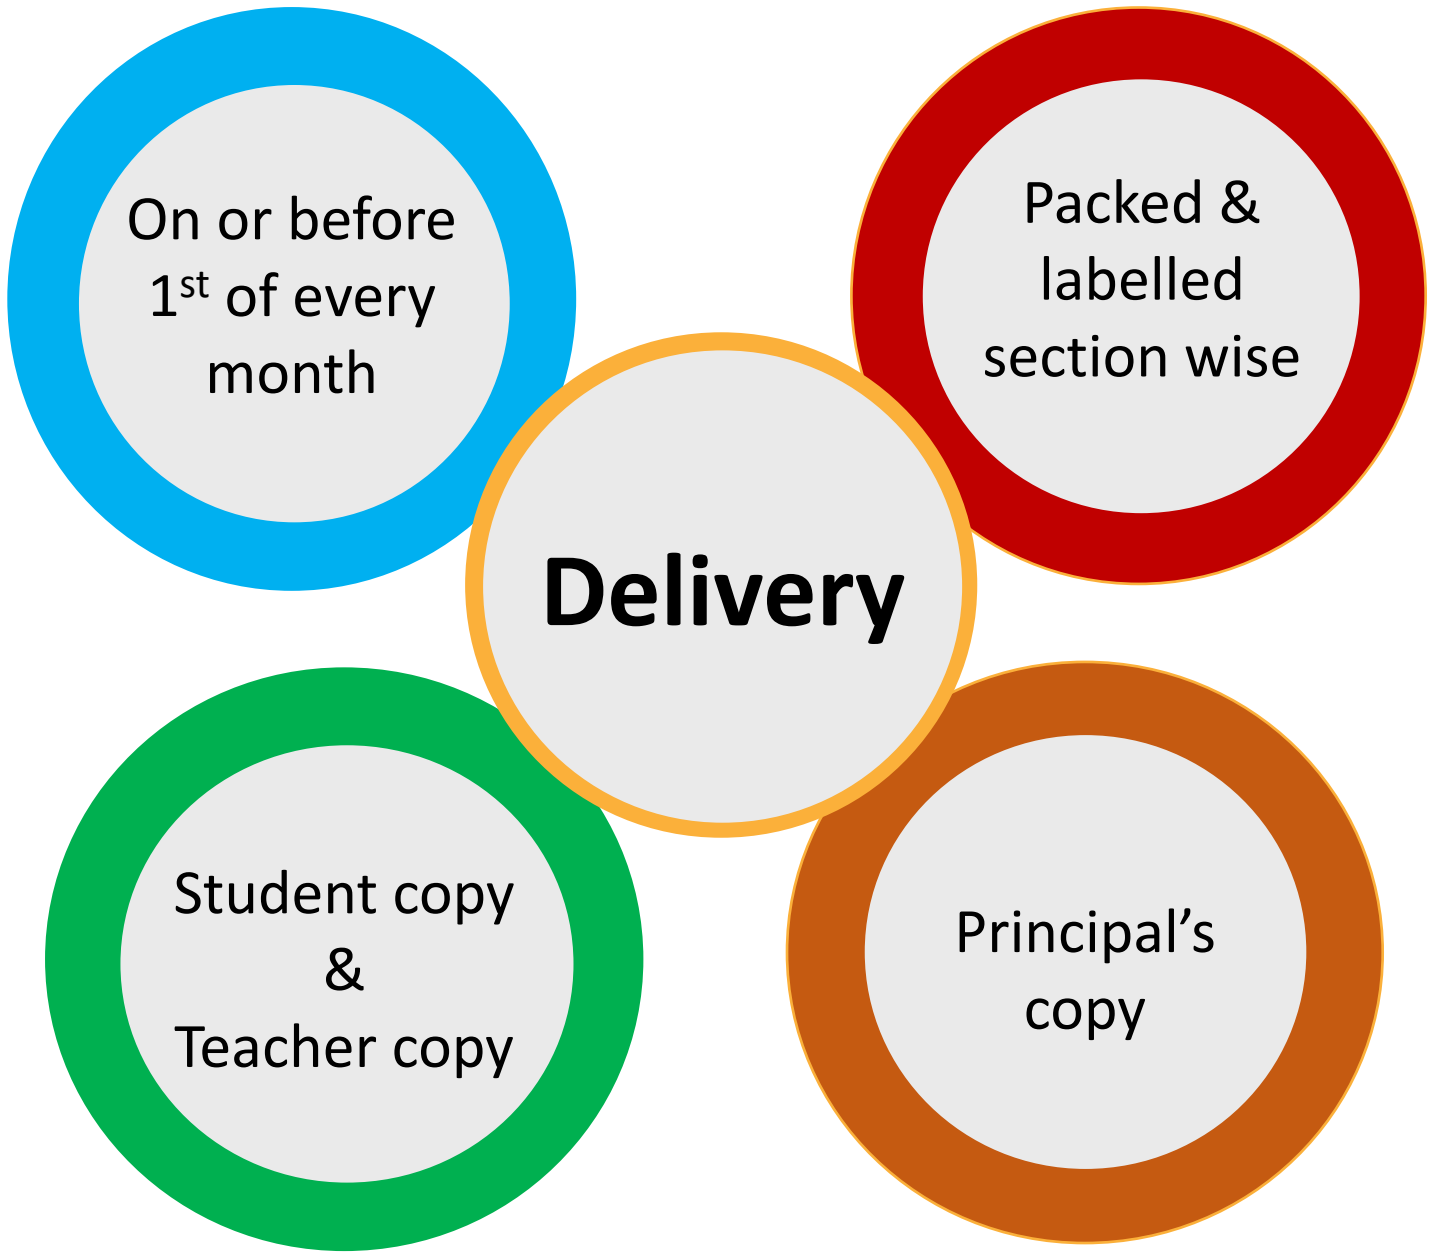 On or before
1st of every
month
Packed &
labelled
section wise
Delivery
Student copy
&
Teacher copy
Principal’s
copy